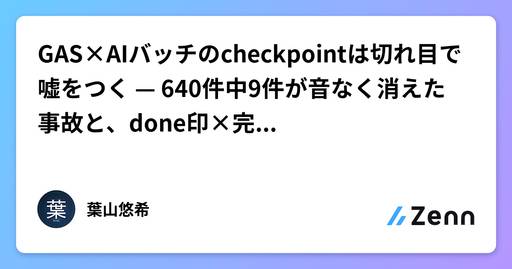 GAS×AIバッチのcheckpointは切れ目で
嘘をつく — 640件中9件が音なく消えた
事故と、done印×完...
葉
葉山悠希
Zenn